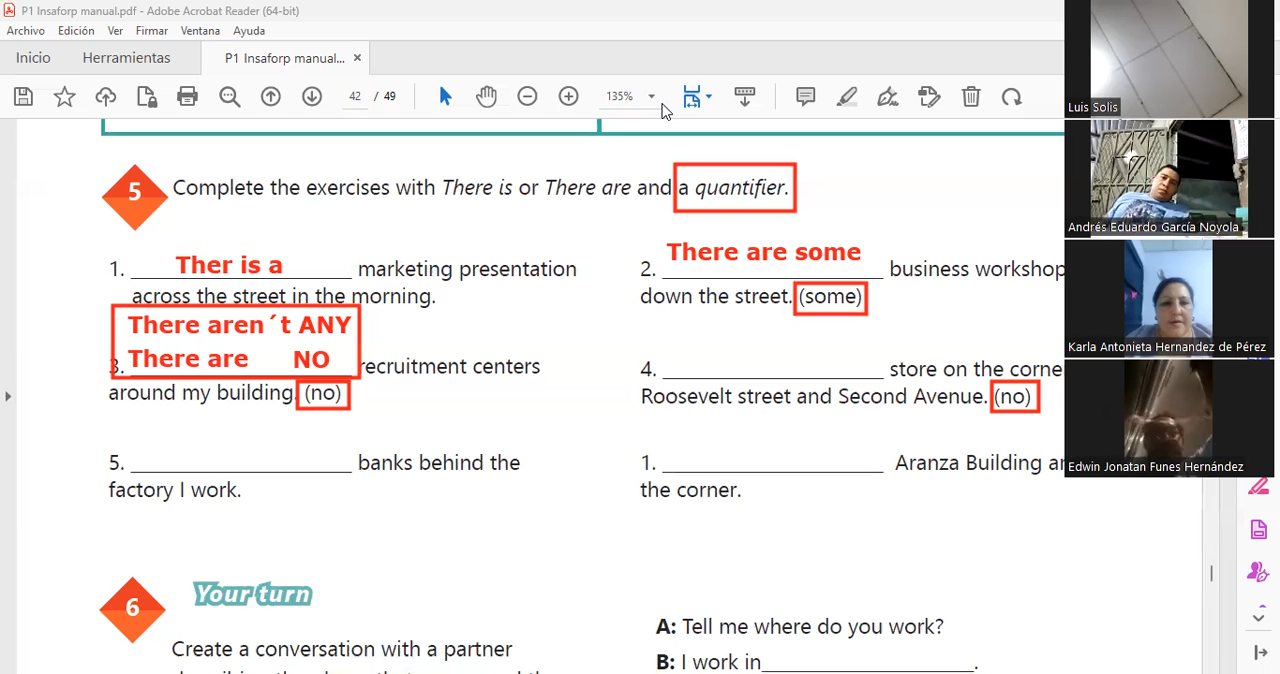 P1 Insaforp manual.pdf - Adobe Acrobat Reader (64-bit)
Archivo Edición Ver Firmar Ventana Ayuda
Inicio Herramientas P1 Insaforp manual... ×
42 / 49 135%
5 Complete the exercises with There is or There are and a quantifier.
1. Ther is a marketing presentation
across the street in the morning.
2. There are some business workshop
down the street. (some)
There aren´t ANY
3. There are NO recruitment centers
around my building. (no)
4. ____________________ store on the corne
Roosevelt street and Second Avenue. (no)
5. ____________________ banks behind the
factory I work.
1. ____________________ Aranza Building
the corner.
6 Your turn
Create a conversation with a partner
A: Tell me where do you work?
B: I work in____________________.
Luis Solis
Andrés Eduardo García Noyola
Karla Antonieta Hernandez de Pérez
Edwin Jonatan Funes Hernández